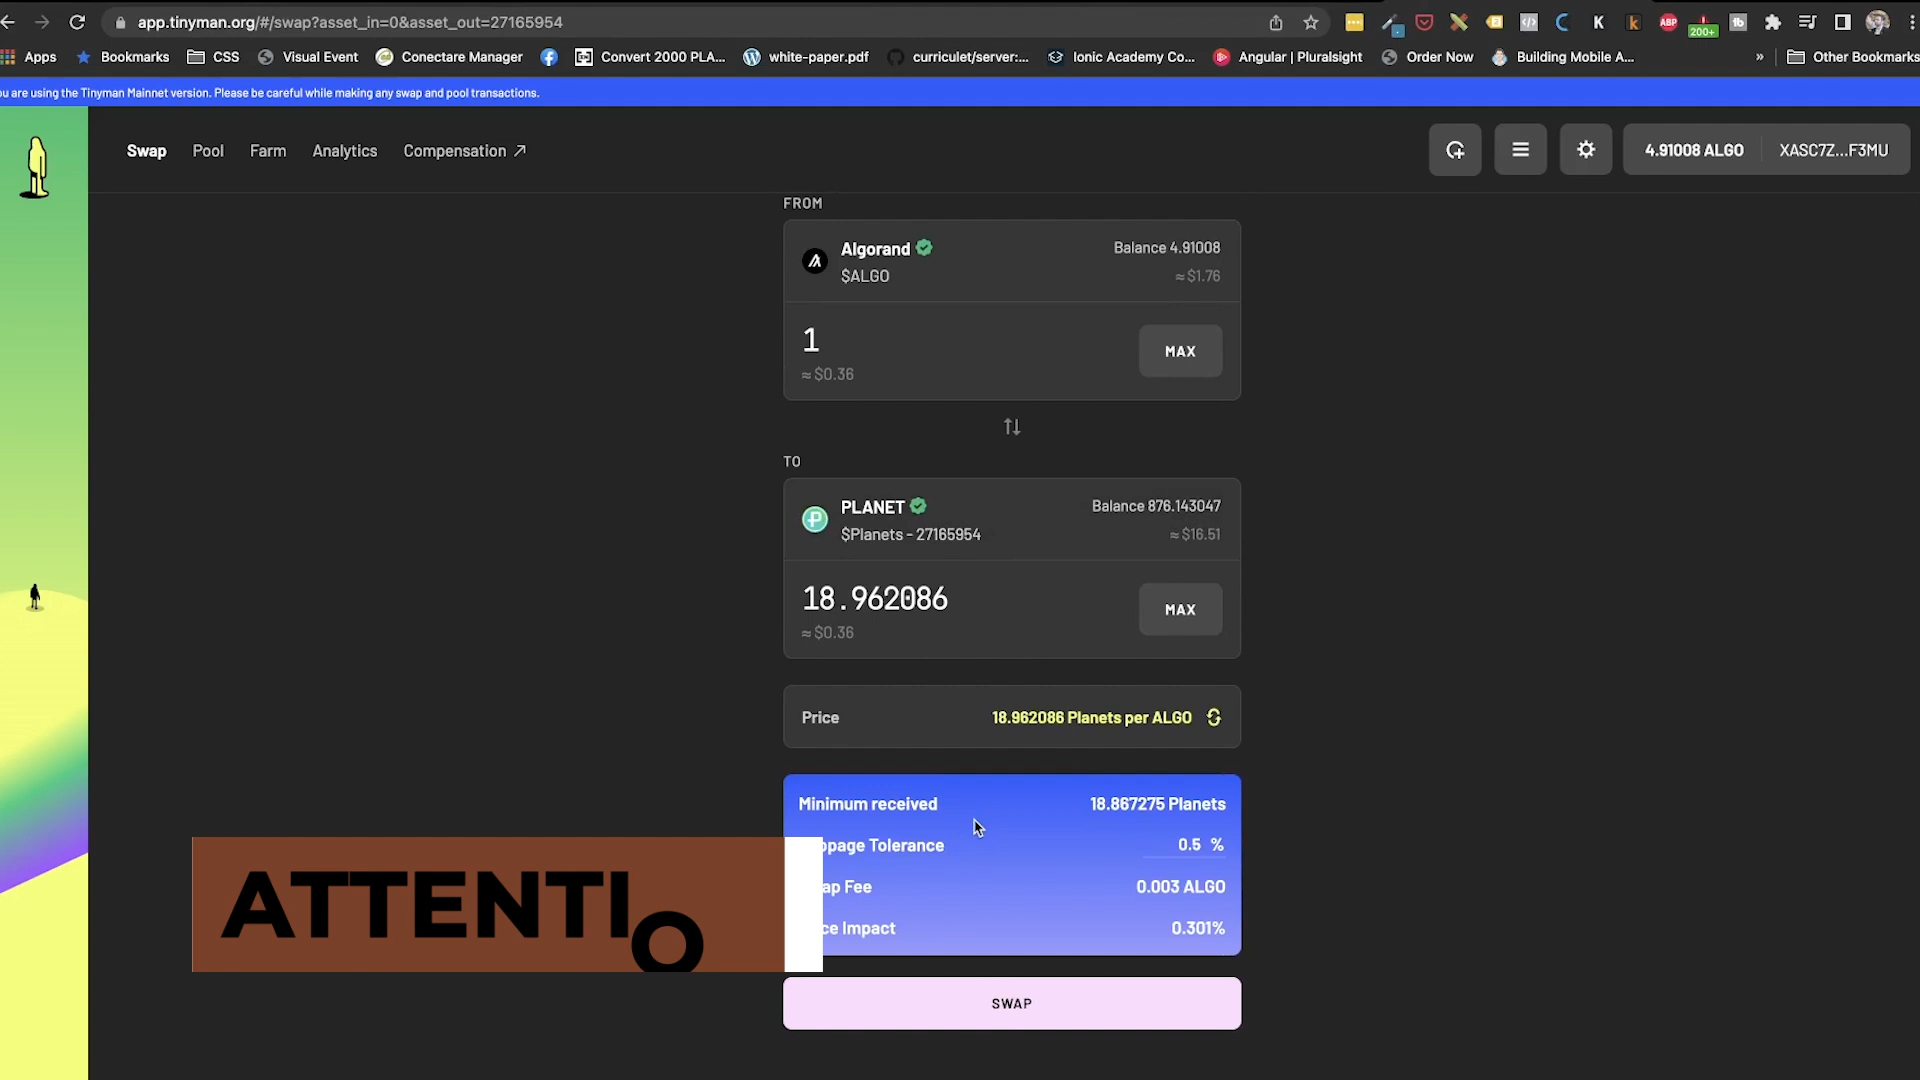 app.tinyman.org/#/swap?asset_in=0&asset_out=27165954
ABP
200+
Apps
Bookmarks
CSS
Visual Event
Conectare Manager
Convert 2000 PLA...
white-paper.pdf
curriculet/server:...
Ionic Academy Co...
Angular | Pluralsight
Order Now
Building Mobile A...
»
Other Bookmarks
ou are using the Tinyman Mainnet version. Please be careful while making any swap and pool transactions.
Swap
Pool
Farm
Analytics
Compensation ↗
4.91008 ALGO
XASC7Z...F3MU
FROM
Algorand
Balance 4.91008
$ALGO
≈ $1.76
1
MAX
≈ $0.36
TO
PLANET
Balance 876.143047
$Planets - 27165954
≈ $16.51
18.962086
MAX
≈ $0.36
Price
18.962086 Planets per ALGO
Minimum received
18.867275 Planets
ppage Tolerance
0.5 %
ap Fee
0.003 ALGO
ce Impact
0.301%
ATTENTIO
SWAP